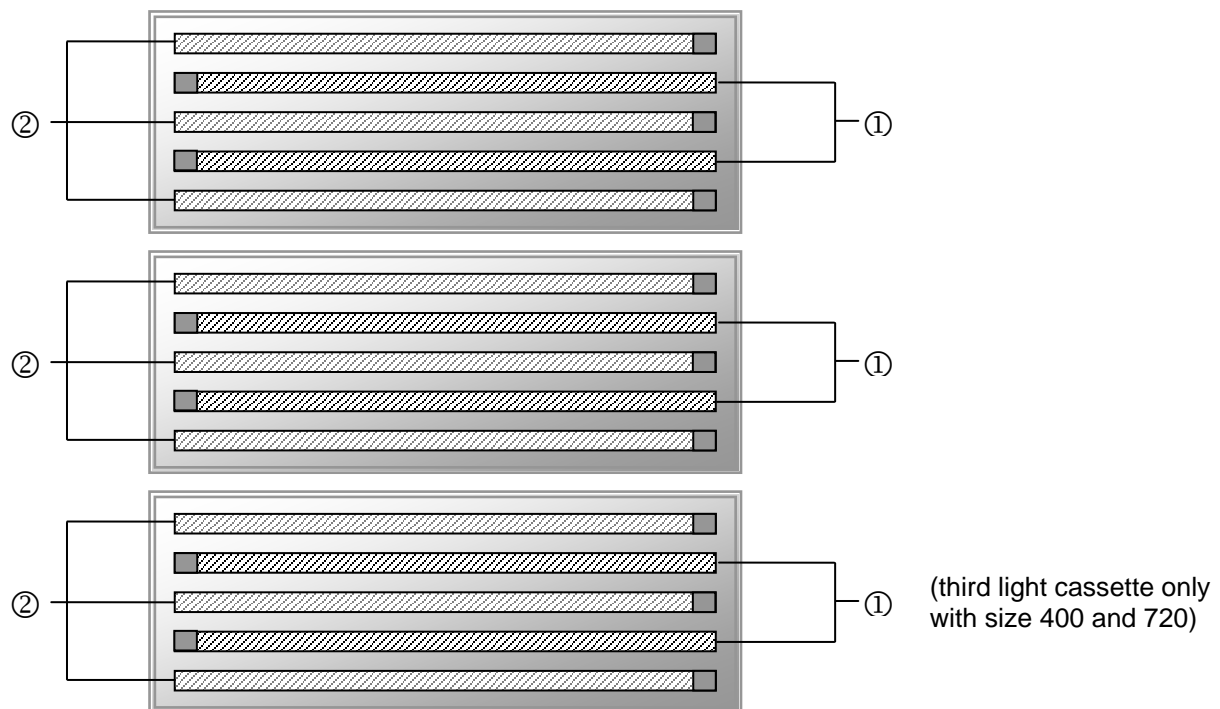 ② ①
② ①
② ① (third light cassette only
with size 400 and 720)